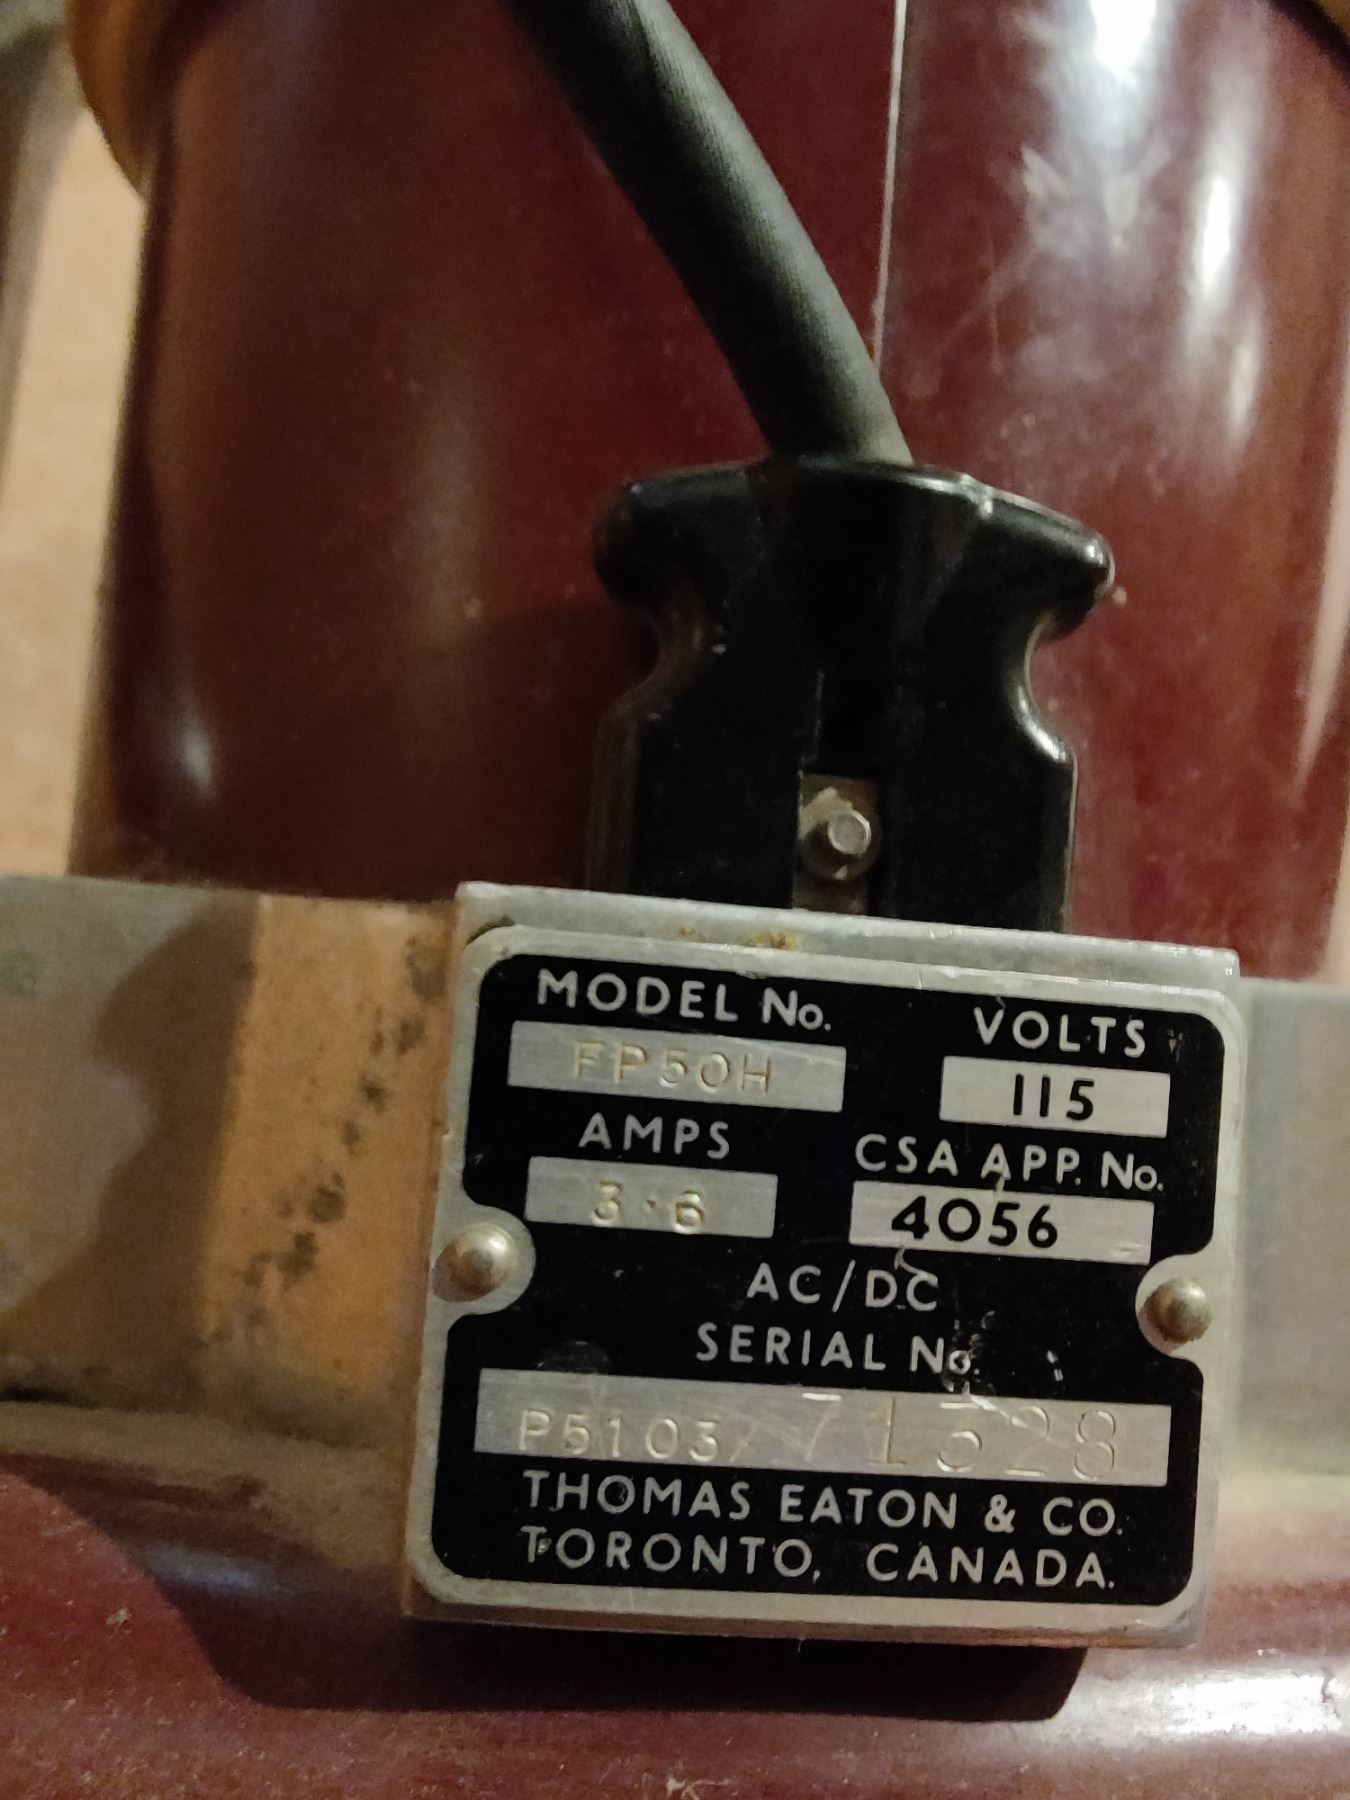 MODEL No. VOLTS
FP50H 115
AMPS CSA APP. No.
3.6 4056
AC/DC
SERIAL No.
P5103 71328
THOMAS EATON & CO.
TORONTO, CANADA.